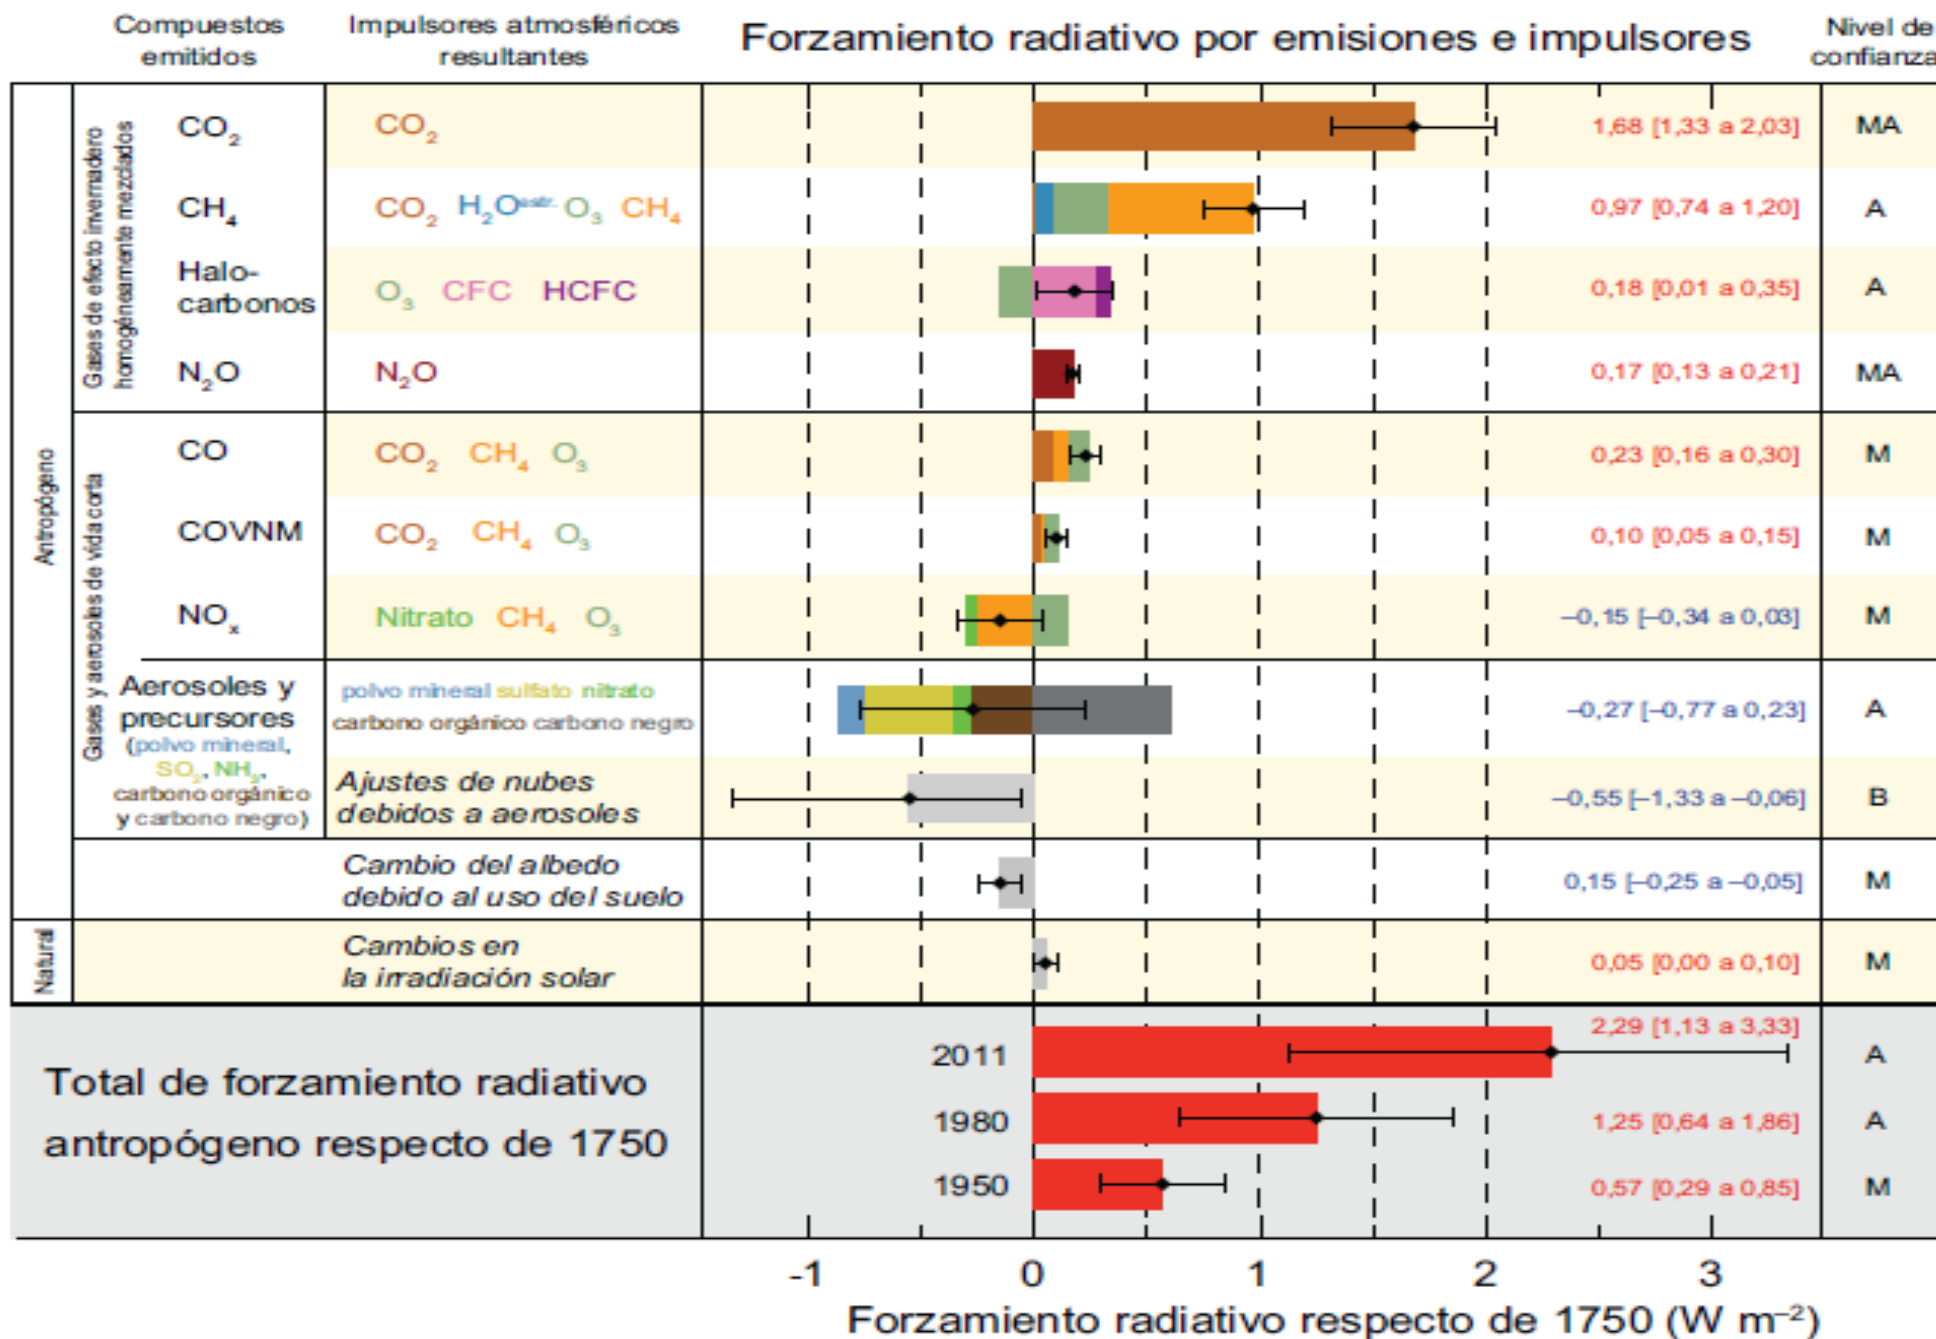 Compuestos emitidos
Impulsores atmosféricos resultantes
Forzamiento radiativo por emisiones e impulsores
Nivel de confianza
Antropógeno
Gases de efecto invernadero homogéneamente mezclados
CO₂
CO₂
1,68 [1,33 a 2,03]
MA
CH₄
CO₂ H₂Oᵉˢᵗʳ· O₃ CH₄
0,97 [0,74 a 1,20]
A
Halo-
carbonos
O₃ CFC HCFC
0,18 [0,01 a 0,35]
A
N₂O
N₂O
0,17 [0,13 a 0,21]
MA
Gases y aerosoles de vida corta
CO
CO₂ CH₄ O₃
0,23 [0,16 a 0,30]
M
COVNM
CO₂ CH₄ O₃
0,10 [0,05 a 0,15]
M
NOₓ
Nitrato CH₄ O₃
–0,15 [–0,34 a 0,03]
M
Aerosoles y
precursores
(polvo mineral,
SO₂, NH₃,
carbono orgánico
y carbono negro)
polvo mineral sulfato nitrato
carbono orgánico carbono negro
–0,27 [–0,77 a 0,23]
A
Ajustes de nubes
debidos a aerosoles
–0,55 [–1,33 a –0,06]
B
Cambio del albedo
debido al uso del suelo
0,15 [–0,25 a –0,05]
M
Natural
Cambios en
la irradiación solar
0,05 [0,00 a 0,10]
M
Total de forzamiento radiativo
antropógeno respecto de 1750
2011
2,29 [1,13 a 3,33]
A
1980
1,25 [0,64 a 1,86]
A
1950
0,57 [0,29 a 0,85]
M
-1 0 1 2 3
Forzamiento radiativo respecto de 1750 (W m⁻²)